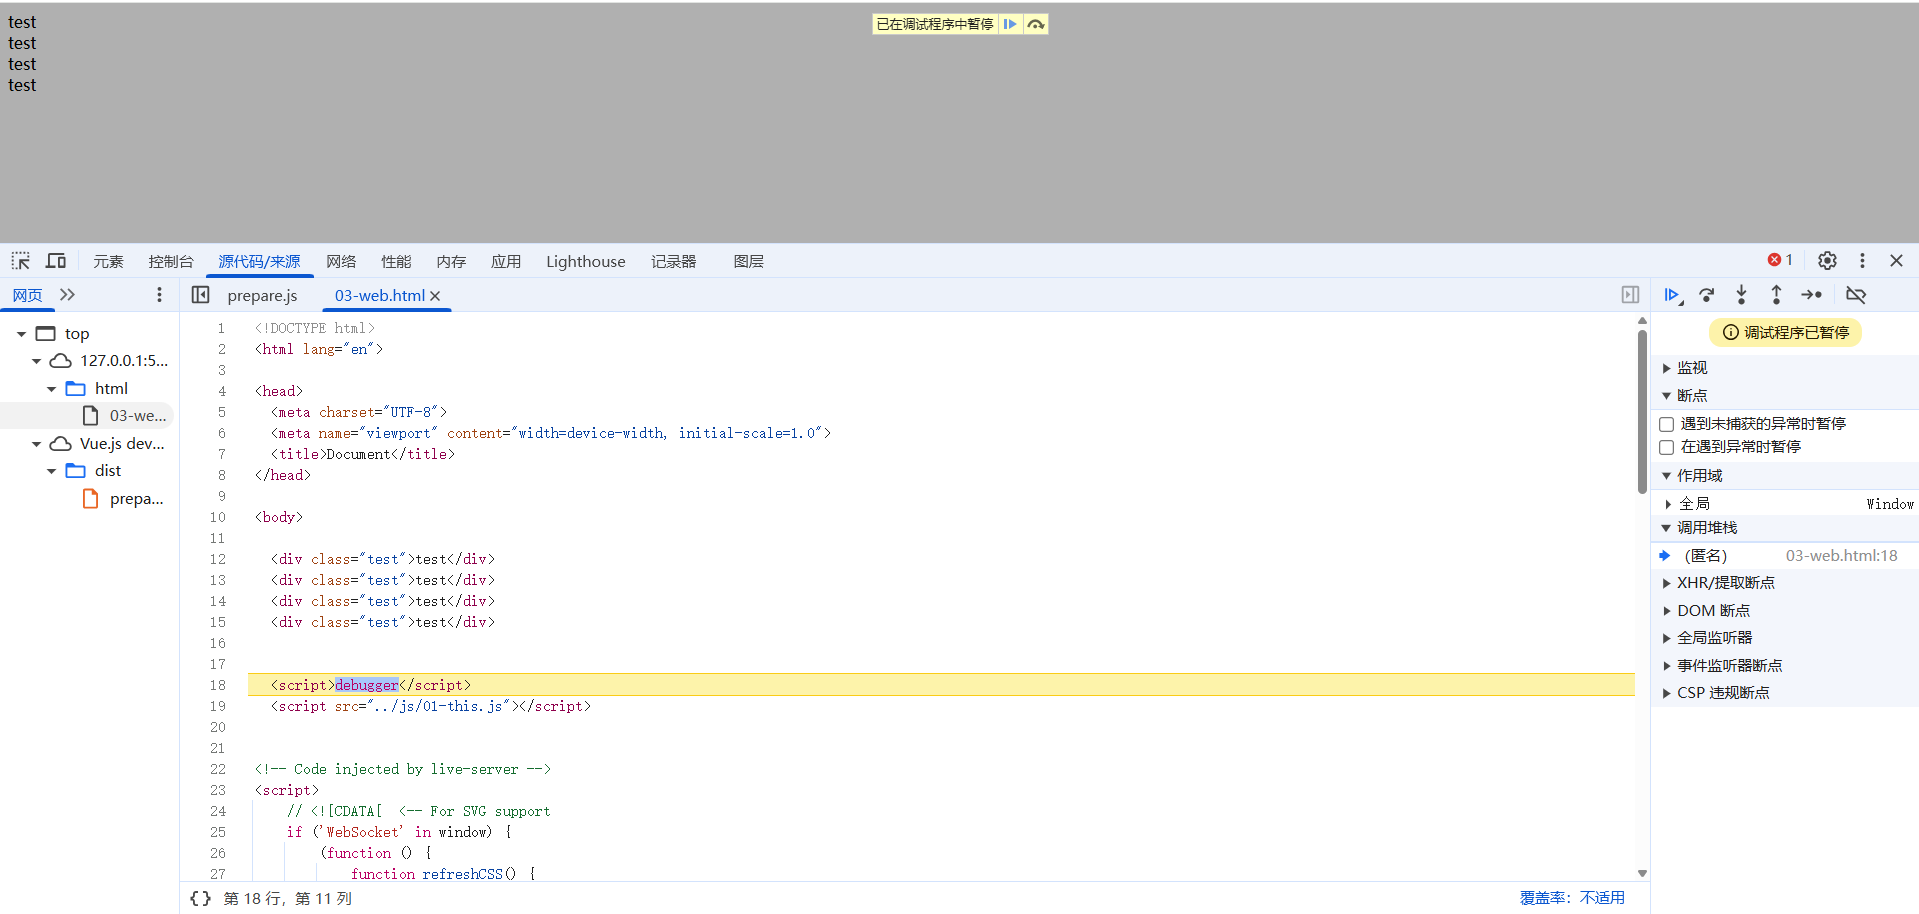 test
test
test
test
已在调试程序中暂停
元素 控制台 源代码/来源 网络 性能 内存 应用 Lighthouse 记录器 图层 1
网页 prepare.js 03-web.html
top
127.0.0.1:5...
html
03-we...
Vue.js dev...
dist
prepa...
1 <!DOCTYPE html>
2 <html lang="en">
3
4 <head>
5 <meta charset="UTF-8">
6 <meta name="viewport" content="width=device-width, initial-scale=1.0">
7 <title>Document</title>
8 </head>
9
10 <body>
11
12 <div class="test">test</div>
13 <div class="test">test</div>
14 <div class="test">test</div>
15 <div class="test">test</div>
16
17
18 <script>debugger</script>
19 <script src="../js/01-this.js"></script>
20
21
22 <!-- Code injected by live-server -->
23 <script>
24 // <![CDATA[ <-- For SVG support
25 if ('WebSocket' in window) {
26 (function () {
27 function refreshCSS() {
{} 第 18 行，第 11 列
覆盖率：不适用
调试程序已暂停
监视
断点
遇到未捕获的异常时暂停
在遇到异常时暂停
作用域
全局 Window
调用堆栈
(匿名) 03-web.html:18
XHR/提取断点
DOM 断点
全局监听器
事件监听器断点
CSP 违规断点